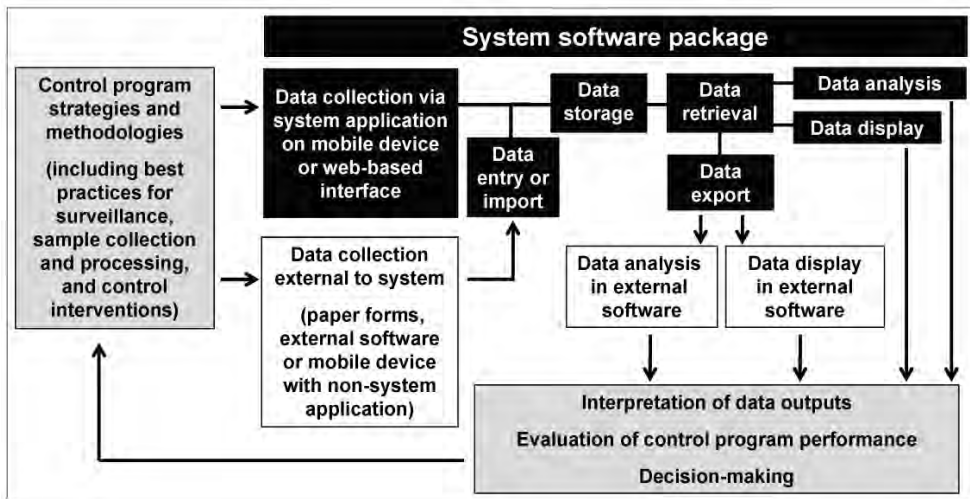 System software package
Control program
strategies and
methodologies
(including best
practices for
surveillance,
sample collection
and processing,
and control
interventions)
Data collection via
system application
on mobile device
or web-based
interface
Data
entry or
import
Data
storage
Data
retrieval
Data analysis
Data display
Data
export
Data collection
external to system
(paper forms,
external software
or mobile device
with non-system
application)
Data analysis
in external
software
Data display
in external
software
Interpretation of data outputs
Evaluation of control program performance
Decision-making